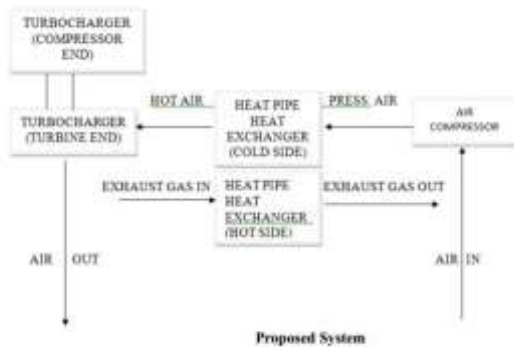 TURBOCHARGER
(COMPRESSOR
END)
HOT AIR
PRESS. AIR
TURBOCHARGER
(TURBINE END)
HEAT PIPE
HEAT
EXCHANGER
(COLD SIDE)
AIR
COMPRESSOR
EXHAUST GAS IN
HEAT PIPE
HEAT
EXCHANGER
(HOT SIDE)
EXHAUST GAS OUT
AIR OUT
AIR IN
Proposed System